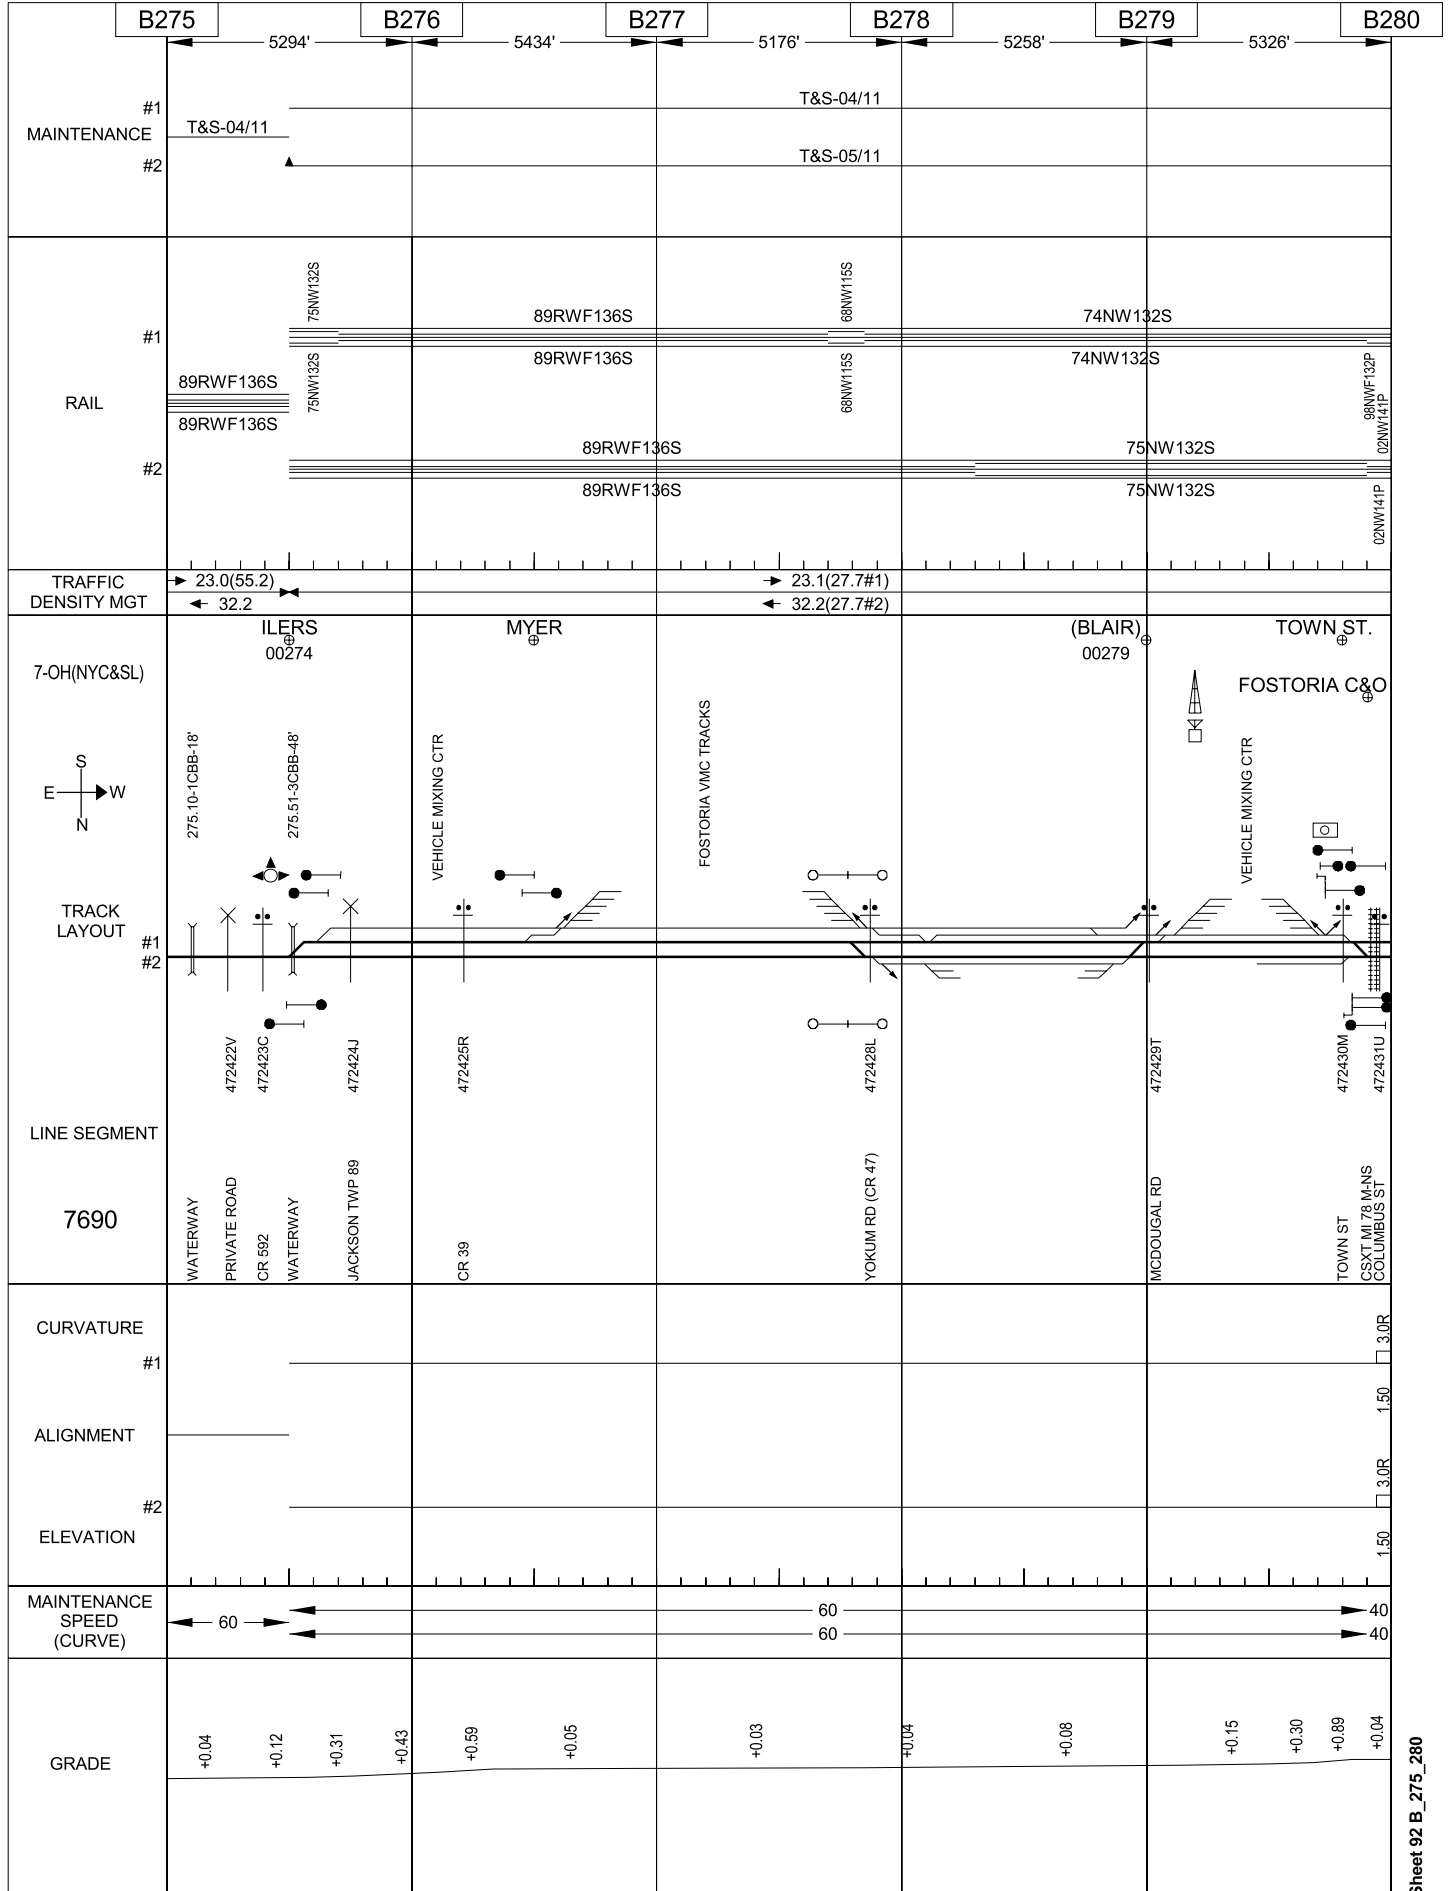 B275 B276 B277 B278 B279 B280
5294' 5434' 5176' 5258' 5326'
#1 T&S-04/11
MAINTENANCE T&S-04/11
#2 T&S-05/11
75NW132S 68NW115S
89RWF136S 74NW132S
#1
89RWF136S 74NW132S
75NW132S 68NW115S 98NWF132P
89RWF136S
RAIL
02NW141P
89RWF136S
89RWF136S 75NW132S
#2
89RWF136S 75NW132S
02NW141P
TRAFFIC
DENSITY MGT
23.0(55.2) 23.1(27.7#1)
32.2 32.2(27.7#2)
ILERS MYER (BLAIR) TOWN ST.
00274 00279
7-OH(NYC&SL)
FOSTORIA C&O
S
E W
N
275.10-1CBB-18'
275.51-3CBB-48'
VEHICLE MIXING CTR
FOSTORIA VMC TRACKS
VEHICLE MIXING CTR
TRACK
LAYOUT
#1
#2
472422V
472423C
472424J
472425R
472428L
472429T
472430M
472431U
LINE SEGMENT
7690
WATERWAY
PRIVATE ROAD
CR 592
WATERWAY
JACKSON TWP 89
CR 39
YOKUM RD (CR 47)
MCDOUGAL RD
TOWN ST
CSXT MI 78 M-NS
COLUMBUS ST
CURVATURE
#1
3.0R
1.50
ALIGNMENT
#2
3.0R
ELEVATION
1.50
MAINTENANCE
SPEED
(CURVE)
60 60 40
60 40
GRADE
+0.04 +0.12 +0.31 +0.43 +0.59 +0.05 +0.03 +0.04 +0.08 +0.15 +0.30 +0.89 +0.04
Sheet 92 B_275_280